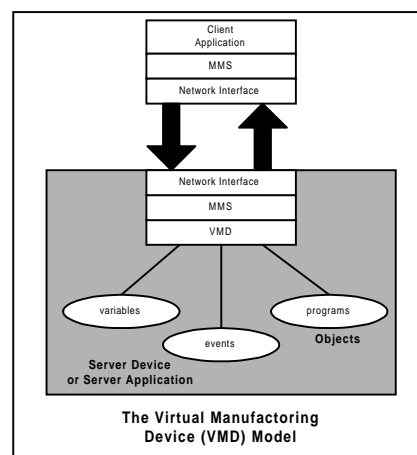 Client
Application
MMS
Network Interface
Network Interface
MMS
VMD
variables
events
programs
Objects
Server Device
or Server Application
The Virtual Manufactoring
Device (VMD) Model